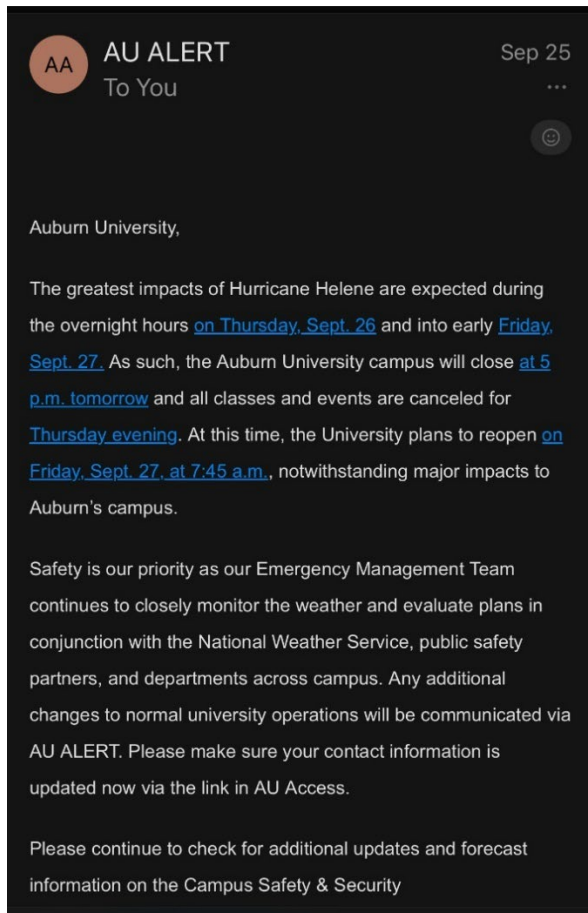 AA
AU ALERT
Sep 25
To You
...
Auburn University,
The greatest impacts of Hurricane Helene are expected during
the overnight hours on Thursday, Sept. 26 and into early Friday,
Sept. 27. As such, the Auburn University campus will close at 5
p.m. tomorrow and all classes and events are canceled for
Thursday evening. At this time, the University plans to reopen on
Friday, Sept. 27, at 7:45 a.m., notwithstanding major impacts to
Auburn's campus.
Safety is our priority as our Emergency Management Team
continues to closely monitor the weather and evaluate plans in
conjunction with the National Weather Service, public safety
partners, and departments across campus. Any additional
changes to normal university operations will be communicated via
AU ALERT. Please make sure your contact information is
updated now via the link in AU Access.
Please continue to check for additional updates and forecast
information on the Campus Safety & Security